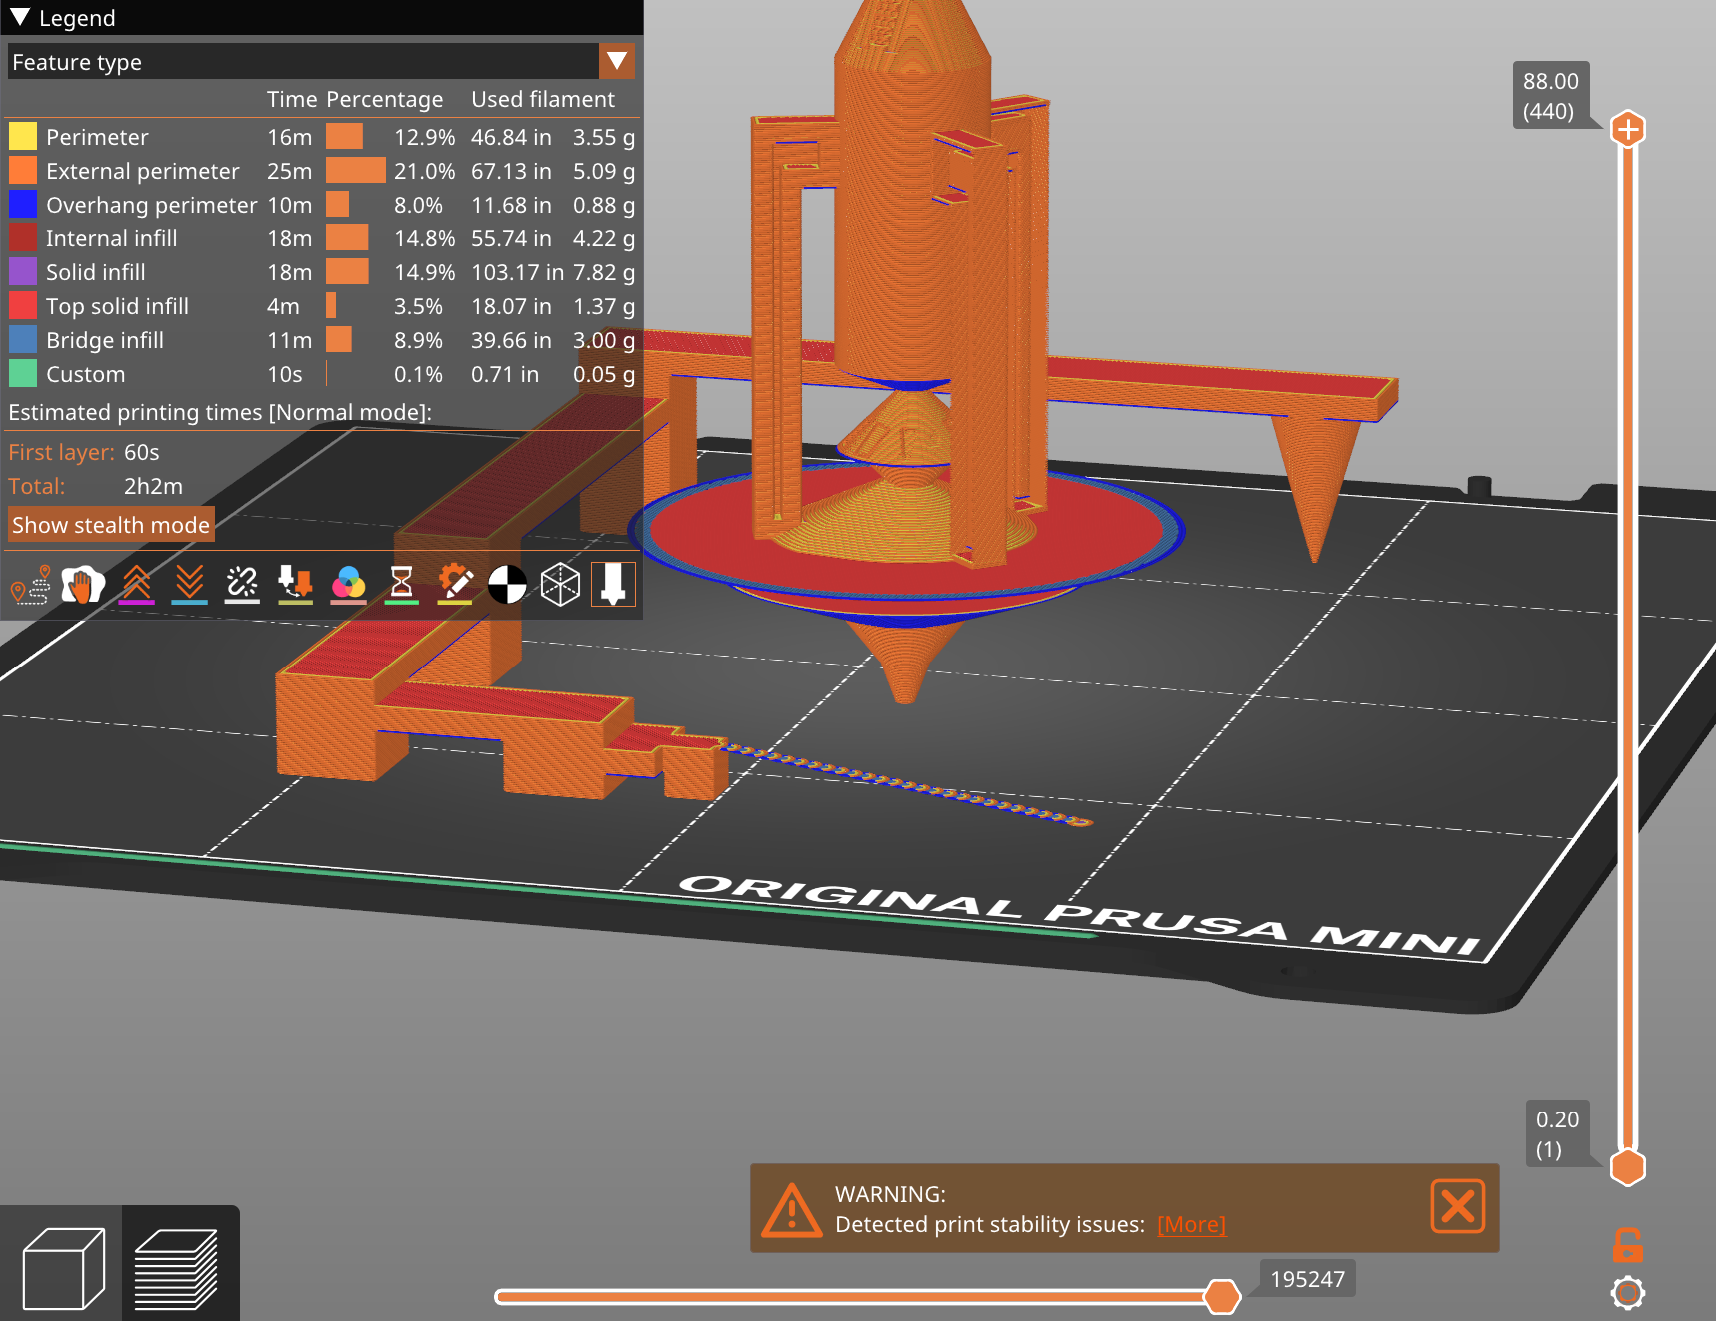 Legend
Feature type
Time Percentage Used filament
Perimeter 16m 12.9% 46.84 in 3.55 g
External perimeter 25m 21.0% 67.13 in 5.09 g
Overhang perimeter 10m 8.0% 11.68 in 0.88 g
Internal infill 18m 14.8% 55.74 in 4.22 g
Solid infill 18m 14.9% 103.17 in 7.82 g
Top solid infill 4m 3.5% 18.07 in 1.37 g
Bridge infill 11m 8.9% 39.66 in 3.00 g
Custom 10s 0.1% 0.71 in 0.05 g
Estimated printing times [Normal mode]:
First layer: 60s
Total: 2h2m
Show stealth mode
88.00
(440)
ORIGINAL PRUSA MINI
0.20
(1)
WARNING:
Detected print stability issues: [More]
195247